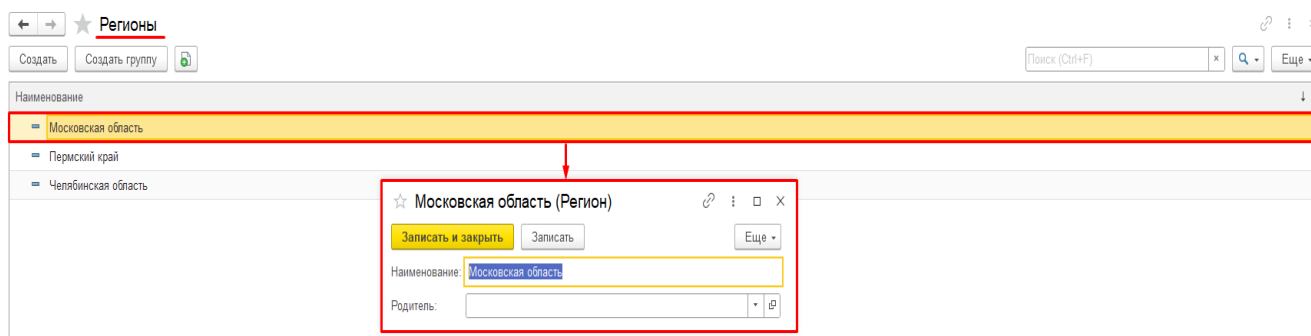 Регионы
Создать Создать группу Поиск (Ctrl+F) × Еще
Наименование ↓
Московская область
Пермский край
Челябинская область
Московская область (Регион)
Записать и закрыть Записать Еще
Наименование: Московская область
Родитель: